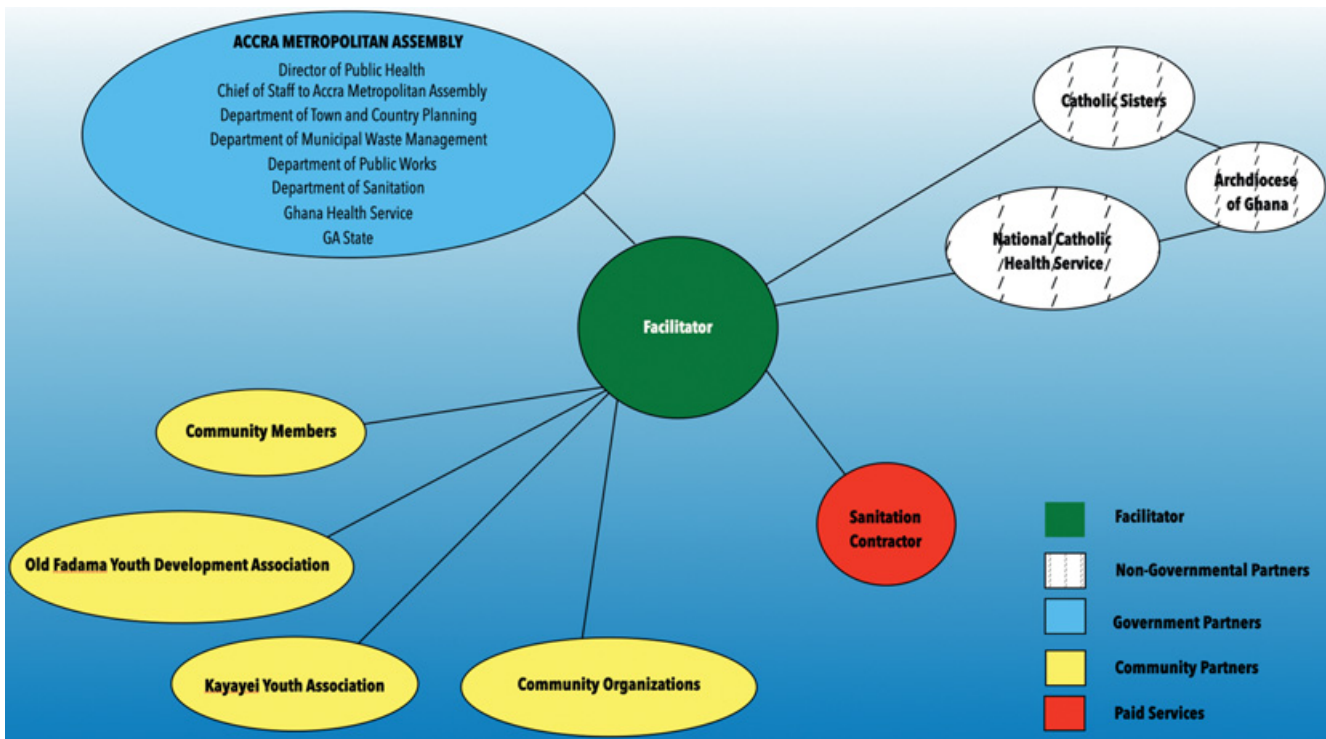 ACCRA METROPOLITAN ASSEMBLY
Director of Public Health
Chief of Staff to Accra Metropolitan Assembly
Department of Town and Country Planning
Department of Municipal Waste Management
Department of Public Works
Department of Sanitation
Ghana Health Service
GA State
Catholic Sisters
Archdiocese
of Ghana
National Catholic
Health Service
Facilitator
Community Members
Old Fadama Youth Development Association
Kayayei Youth Association
Community Organizations
Sanitation
Contractor
Facilitator
Non-Governmental Partners
Government Partners
Community Partners
Paid Services